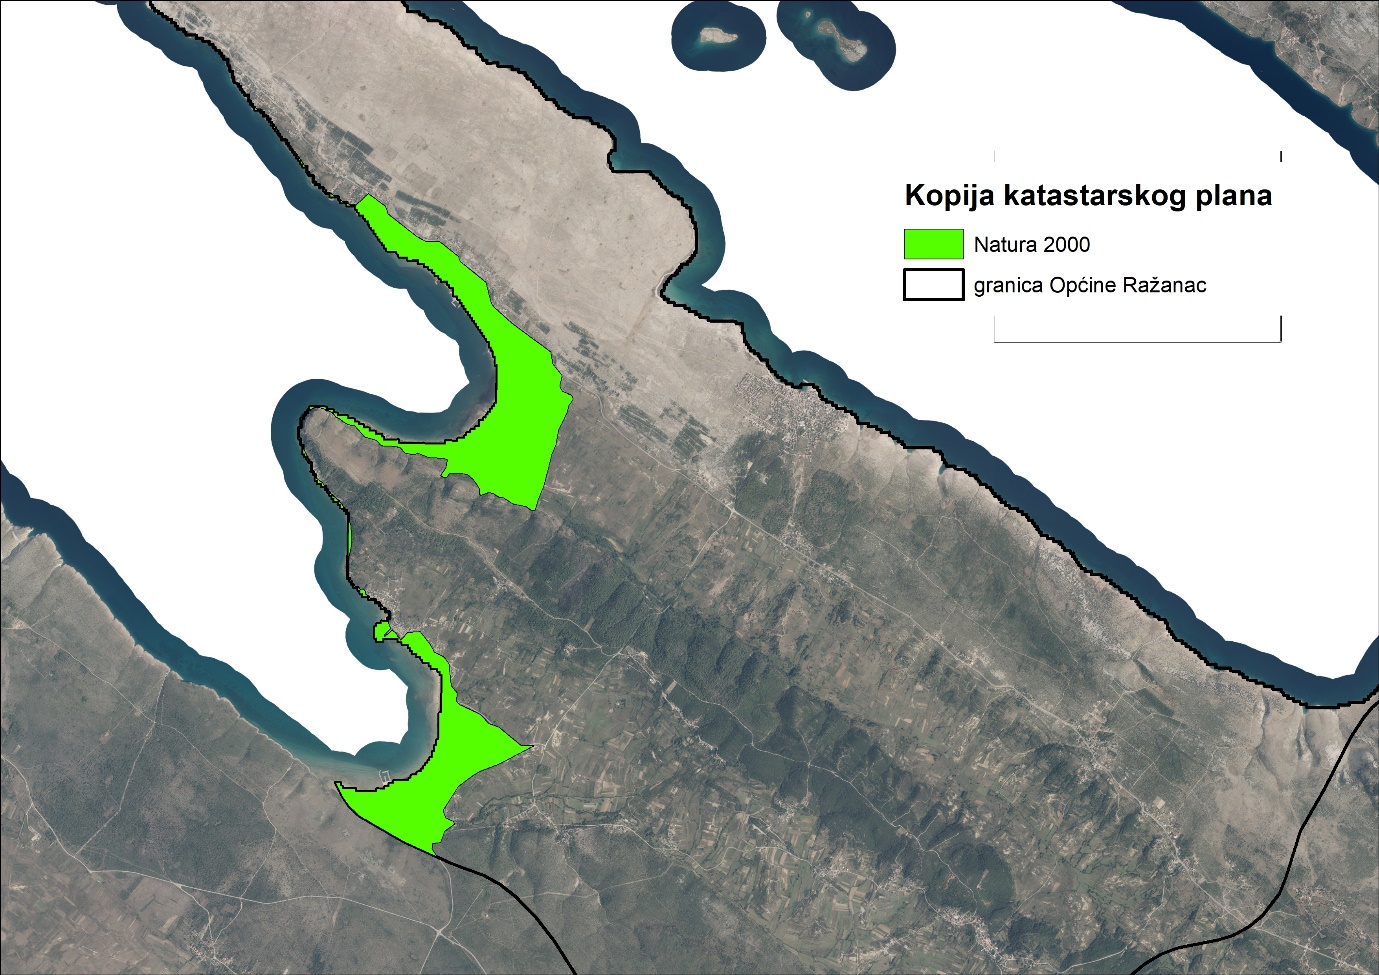 Kopija katastarskog plana
Natura 2000
granica Općine Ražanac